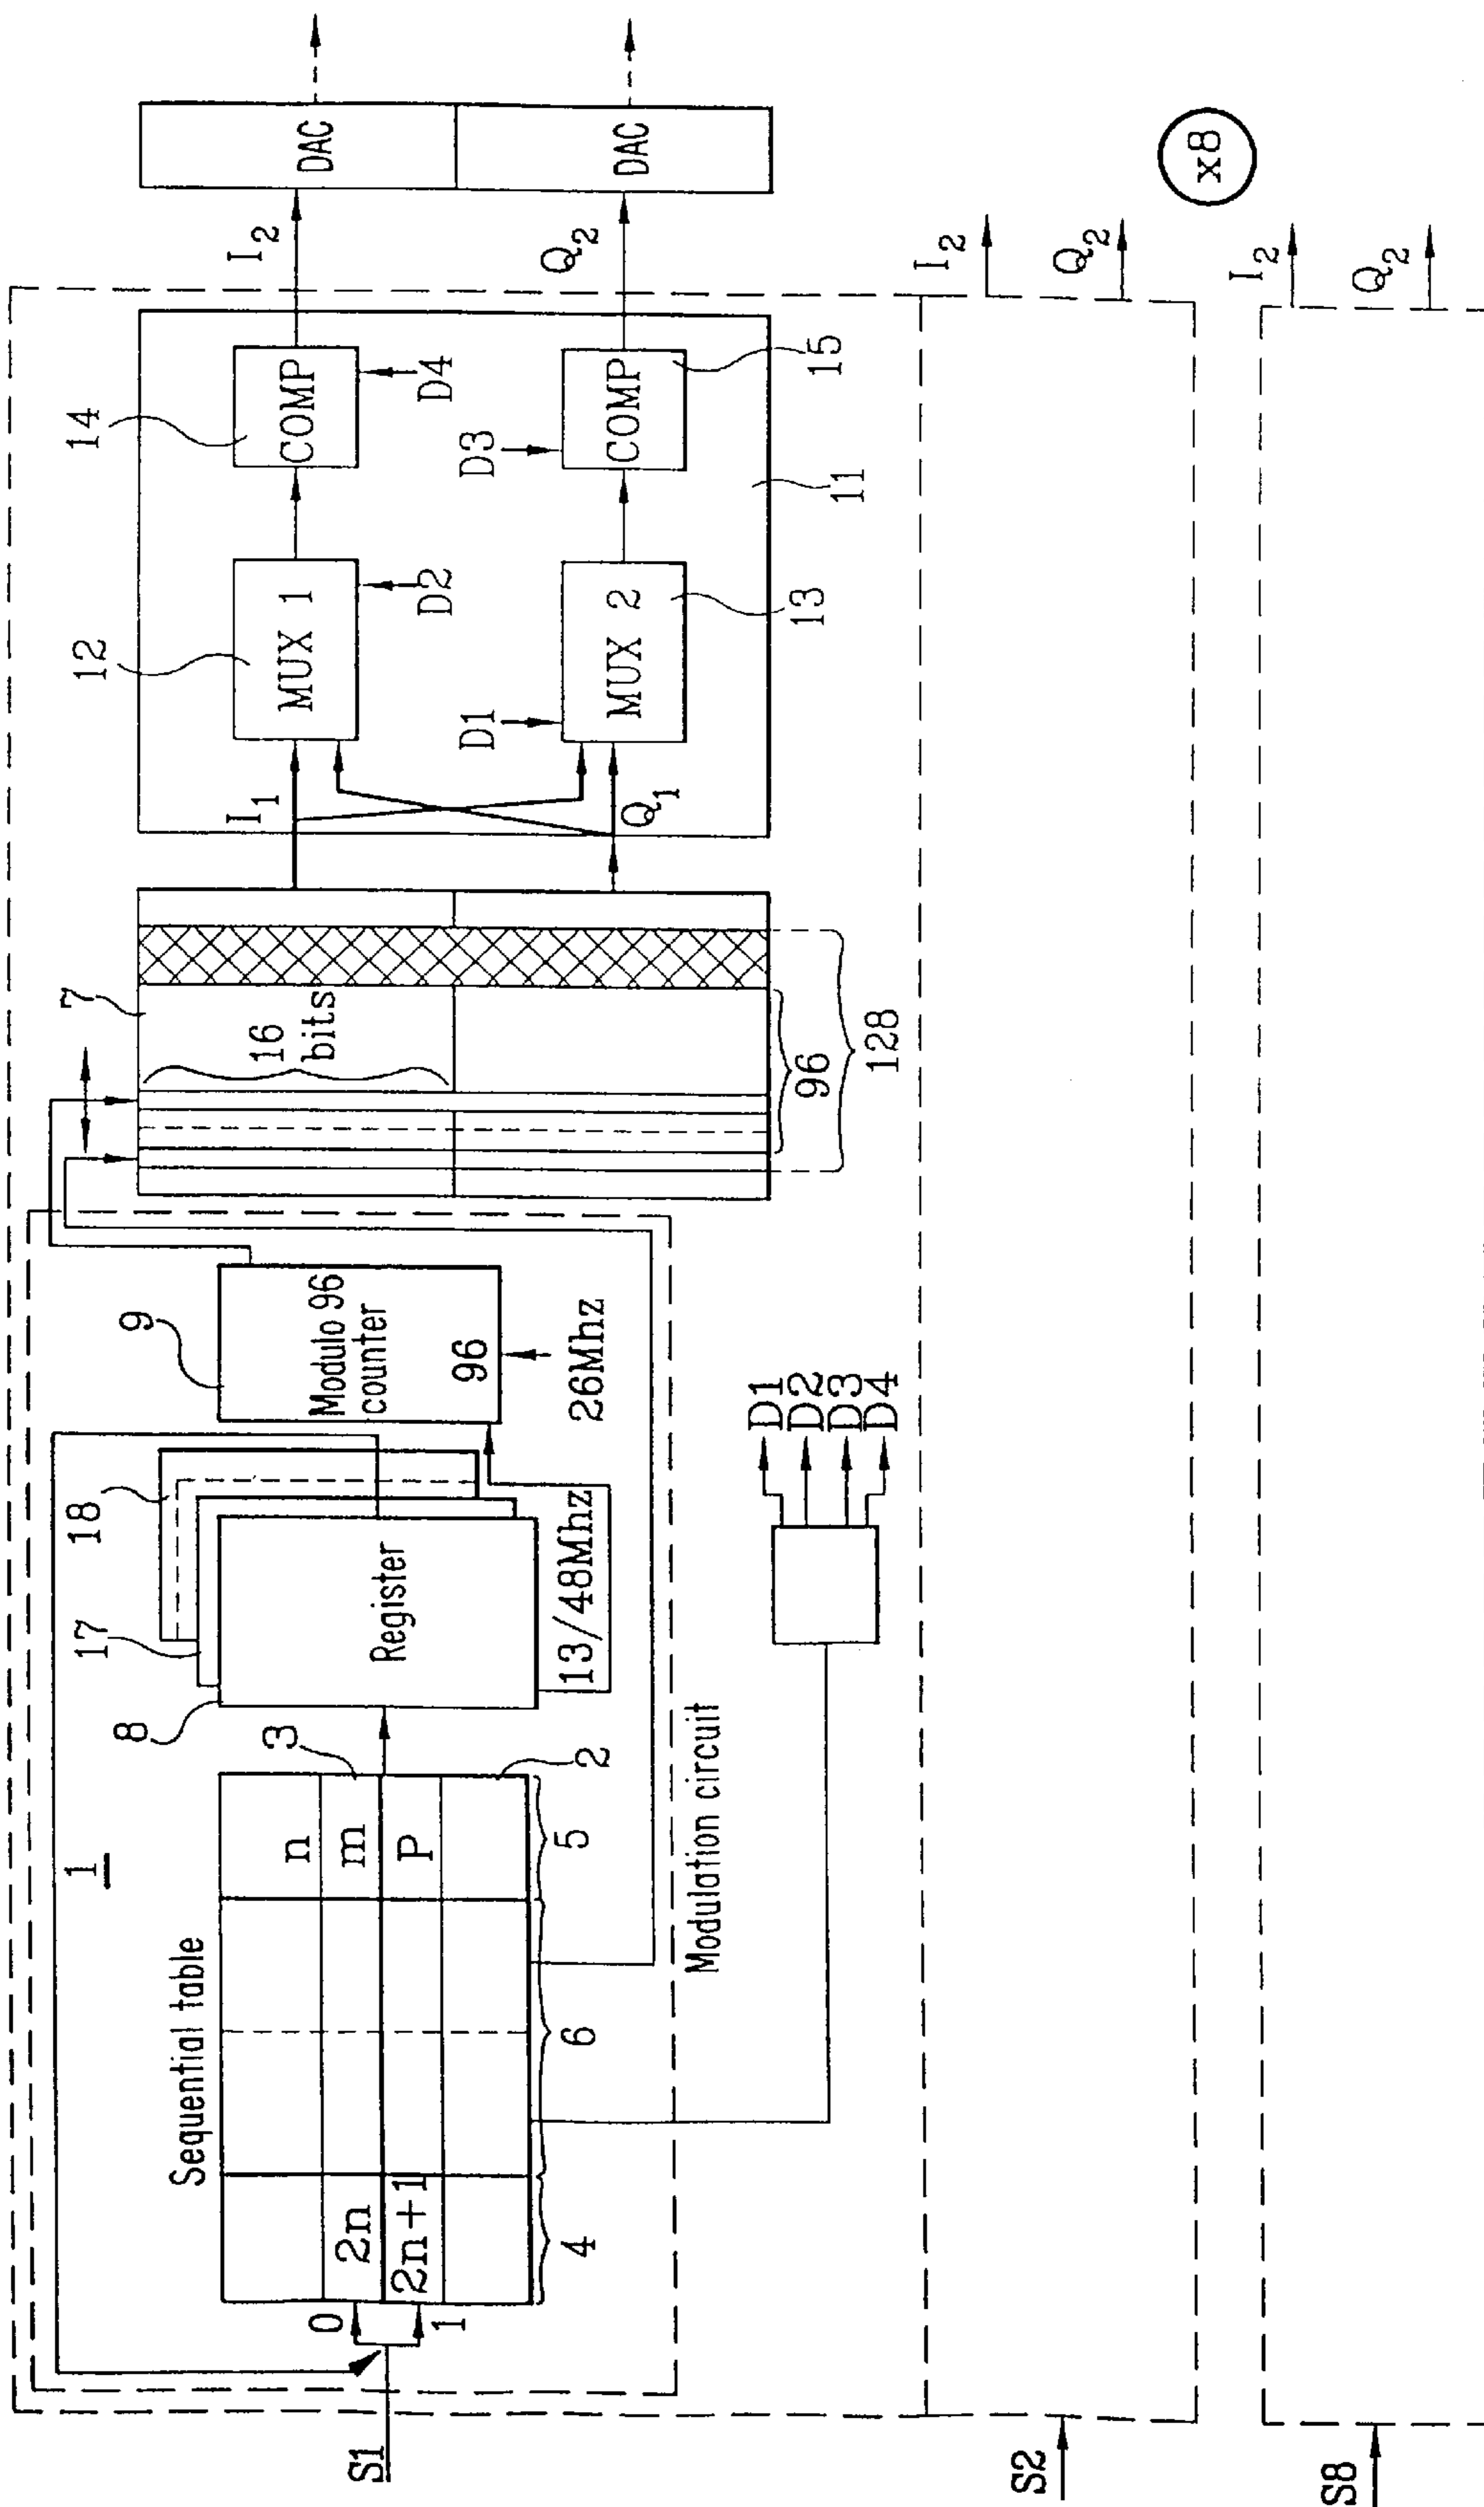 1
Sequential table
S1
0
1
2n
2n+1
n
m
P
4
6
5
3
2
8
17
18
Register
13/48Mhz
9
Modulo 96
counter
96
26Mhz
Modulation circuit
D1
D2
D3
D4
7
16
bits
96
128
I1
Q1
12
MUX 1
D2
D1
MUX 2
13
14
COMP
D4
D3
COMP
15
11
I2
Q2
DAC
DAC
S2
I2
Q2
x8
S8
I2
Q2